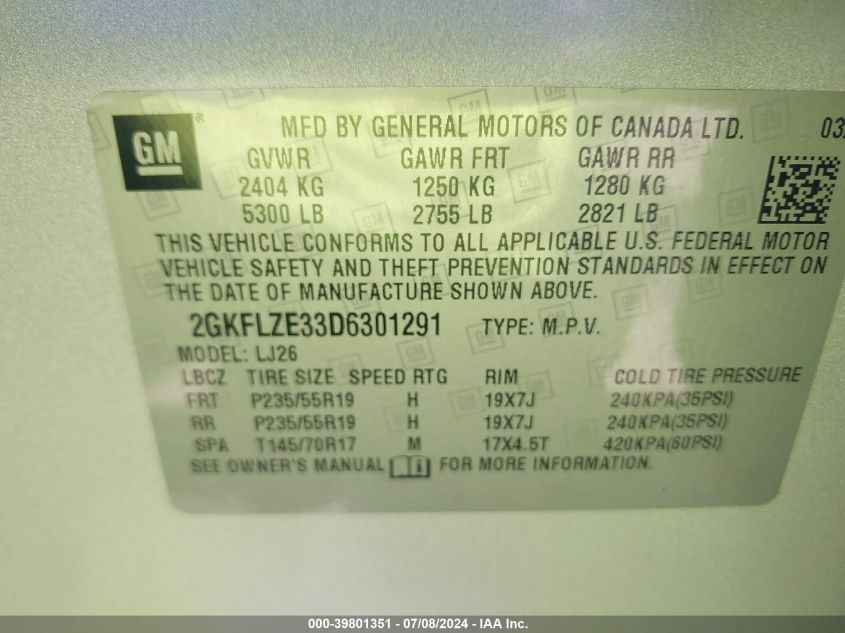 GM ®
MFD BY GENERAL MOTORS OF CANADA LTD. 03
GVWR GAWR FRT GAWR RR
2404 KG 1250 KG 1280 KG
5300 LB 2755 LB 2821 LB
THIS VEHICLE CONFORMS TO ALL APPLICABLE U.S. FEDERAL MOTOR
VEHICLE SAFETY AND THEFT PREVENTION STANDARDS IN EFFECT ON
THE DATE OF MANUFACTURE SHOWN ABOVE.
2GKFLZE33D6301291 TYPE: M.P.V.
MODEL: LJ26
LBCZ TIRE SIZE SPEED RTG RIM COLD TIRE PRESSURE
FRT P235/55R19 H 19X7J 240KPA(35PSI)
RR P235/55R19 H 19X7J 240KPA(35PSI)
SPA T145/70R17 M 17X4.5T 420KPA(60PSI)
SEE OWNER'S MANUAL FOR MORE INFORMATION.
000-39801351 / 07/08/2024 - IAA Inc.